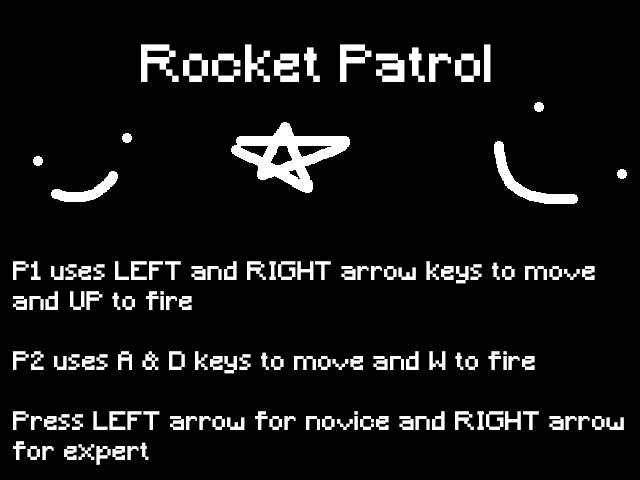 Rocket Patrol
P1 uses LEFT and RIGHT arrow keys to move
and UP to fire
P2 uses A & D keys to move and W to fire
Press LEFT arrow for novice and RIGHT arrow
for expert